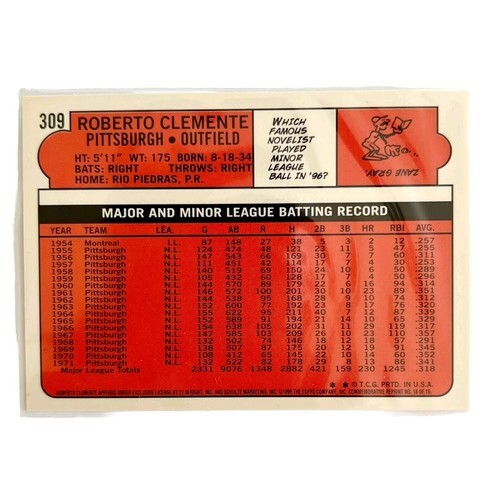 309
ROBERTO CLEMENTE
PITTSBURGH • OUTFIELD
HT: 5'11" WT: 175 BORN: 8-18-34
BATS: RIGHT THROWS: RIGHT
HOME: RIO PIEDRAS, P.R.
WHICH
FAMOUS
NOVELIST
PLAYED
MINOR
LEAGUE
BALL IN '96?
ZANE GRAY
MAJOR AND MINOR LEAGUE BATTING RECORD
YEAR TEAM LEA. G AB R H 2B 3B HR RBI AVG.
1954 Montreal I.L. 87 148 27 38 5 3 2 12 .257
1955 Pittsburgh N.L. 124 474 48 121 23 11 5 47 .255
1956 Pittsburgh N.L. 147 543 66 169 30 7 7 60 .311
1957 Pittsburgh N.L. 111 451 42 114 17 7 4 30 .253
1958 Pittsburgh N.L. 140 519 69 150 24 10 6 50 .289
1959 Pittsburgh N.L. 105 432 60 128 17 7 4 50 .296
1960 Pittsburgh N.L. 144 570 89 179 22 6 16 94 .314
1961 Pittsburgh N.L. 146 572 100 201 30 10 23 89 .351
1962 Pittsburgh N.L. 144 538 95 168 28 9 10 74 .312
1963 Pittsburgh N.L. 152 600 77 192 23 8 17 76 .320
1964 Pittsburgh N.L. 155 622 95 211 40 7 12 87 .339
1965 Pittsburgh N.L. 152 589 91 194 21 14 10 65 .329
1966 Pittsburgh N.L. 154 638 105 202 31 11 29 119 .317
1967 Pittsburgh N.L. 147 585 103 209 26 10 23 110 .357
1968 Pittsburgh N.L. 132 502 74 146 18 12 18 57 .291
1969 Pittsburgh N.L. 138 507 87 175 20 12 19 91 .345
1970 Pittsburgh N.L. 108 412 65 145 22 10 14 60 .352
1971 Pittsburgh N.L. 132 522 82 178 29 8 13 86 .341
Major League Totals 2331 9076 1348 2882 421 159 230 1245 .318
* * © T.C.G. PRTD. IN U.S.A.